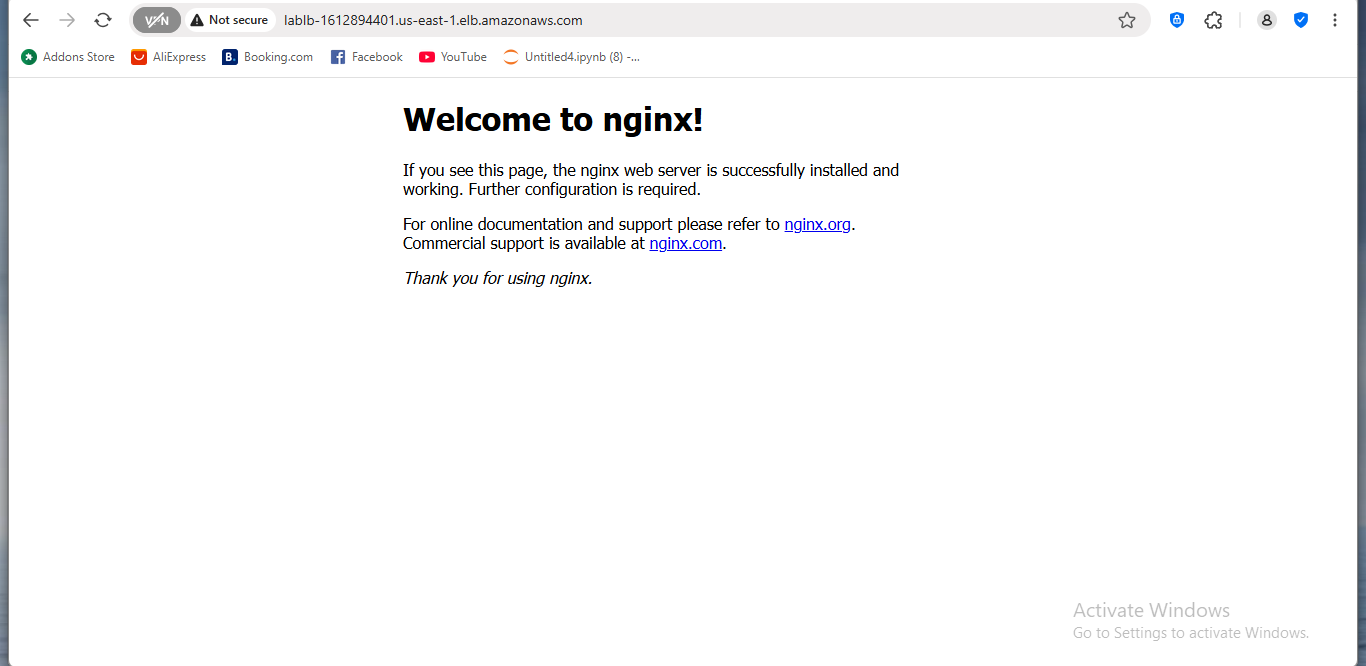 VPN Not secure lablb-1612894401.us-east-1.elb.amazonaws.com
Addons Store AliExpress B. Booking.com Facebook YouTube Untitled4.ipynb (8) -...
Welcome to nginx!
If you see this page, the nginx web server is successfully installed and
working. Further configuration is required.
For online documentation and support please refer to nginx.org.
Commercial support is available at nginx.com.
Thank you for using nginx.
Activate Windows
Go to Settings to activate Windows.